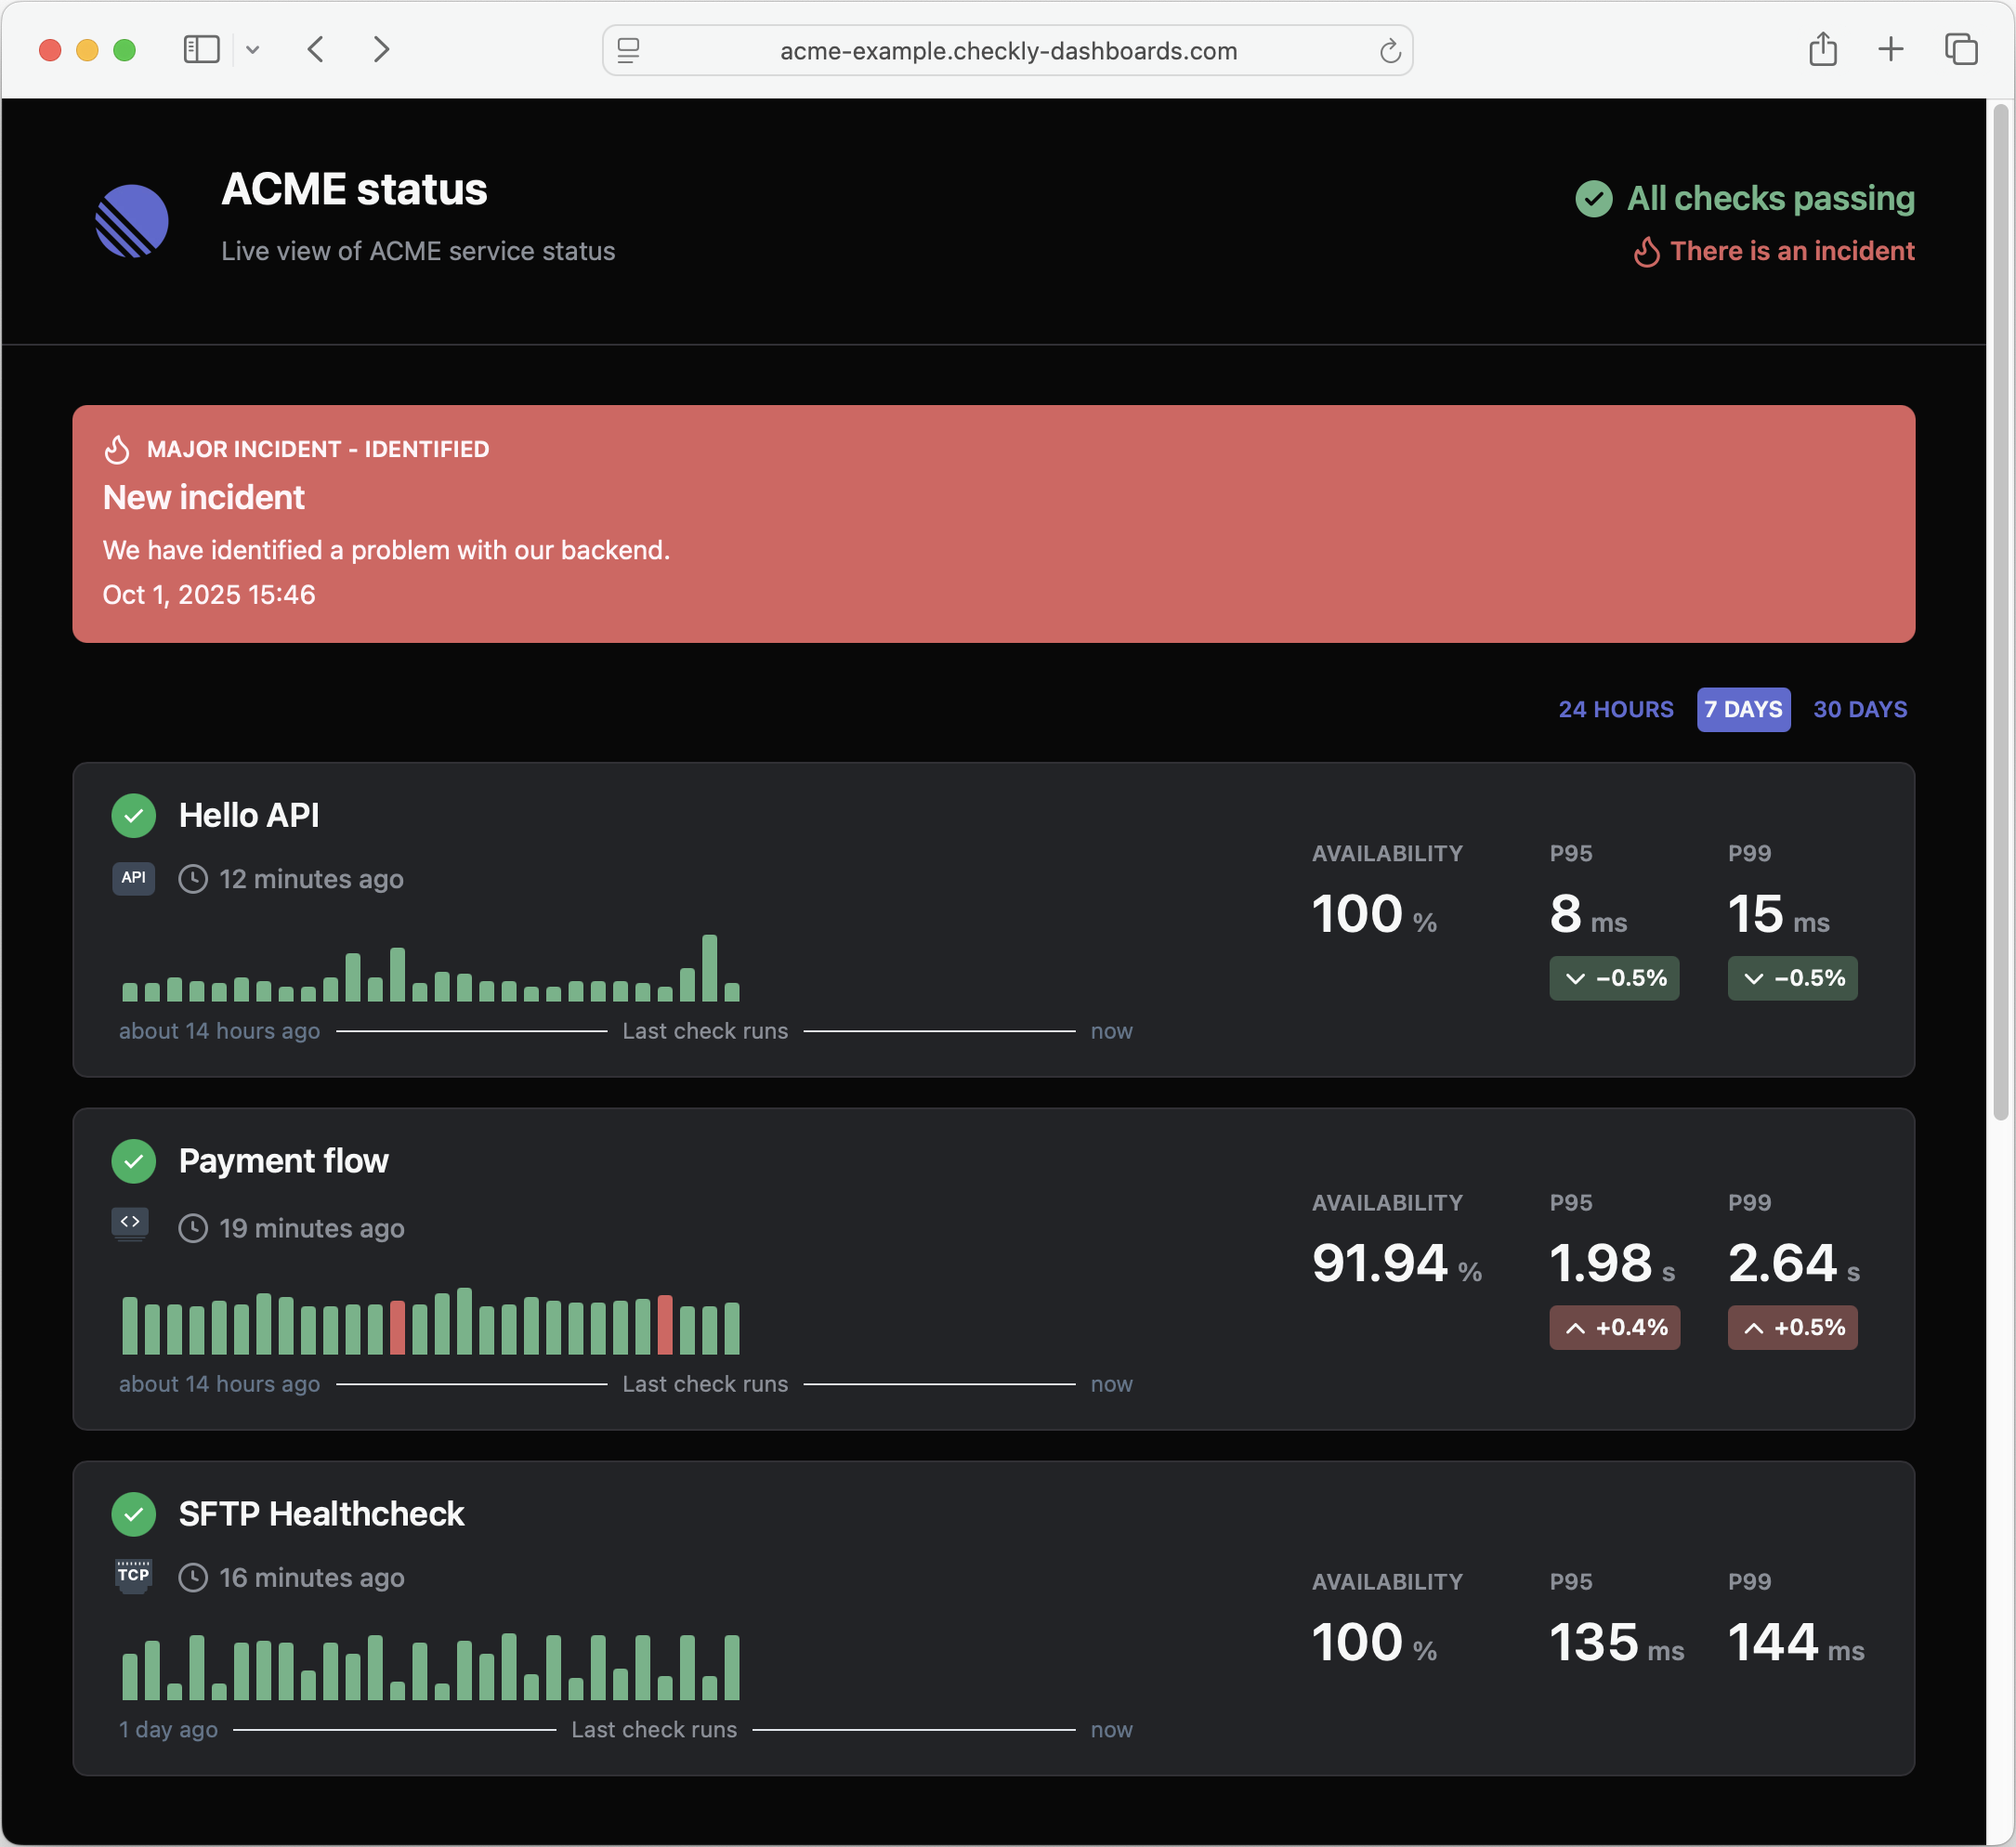 acme-example.checkly-dashboards.com
ACME status
Live view of ACME service status
All checks passing
There is an incident
MAJOR INCIDENT - IDENTIFIED
New incident
We have identified a problem with our backend.
Oct 1, 2025 15:46
24 HOURS 7 DAYS 30 DAYS
Hello API
API 12 minutes ago
about 14 hours ago Last check runs now
AVAILABILITY P95 P99
100 % 8 ms 15 ms
−0.5% −0.5%
Payment flow
<> 19 minutes ago
about 14 hours ago Last check runs now
AVAILABILITY P95 P99
91.94 % 1.98 s 2.64 s
+0.4% +0.5%
SFTP Healthcheck
TCP 16 minutes ago
1 day ago Last check runs now
AVAILABILITY P95 P99
100 % 135 ms 144 ms